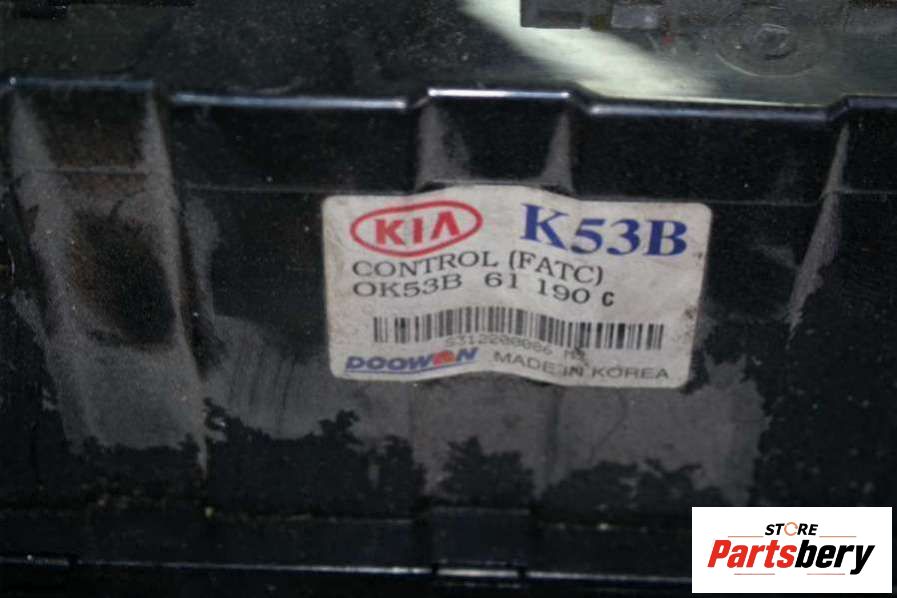 KIA K53B
CONTROL (FATC)
OK53B 61 190 C
DOOWON MADE IN KOREA
STORE
Partsbery